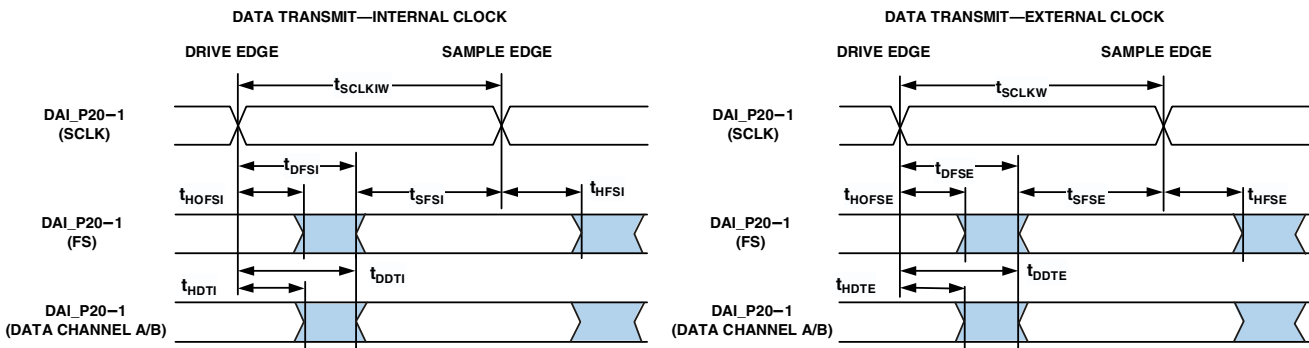 DATA TRANSMIT—INTERNAL CLOCK
DRIVE EDGE
SAMPLE EDGE
tSCLKIW
DAI_P20–1
(SCLK)
tDFSI
tHOFSI
tSFSI
tHFSI
DAI_P20–1
(FS)
tDDTI
tHDTI
DAI_P20–1
(DATA CHANNEL A/B)
DATA TRANSMIT—EXTERNAL CLOCK
DRIVE EDGE
SAMPLE EDGE
tSCLKW
DAI_P20–1
(SCLK)
tDFSE
tHOFSE
tSFSE
tHFSE
DAI_P20–1
(FS)
tDDTE
tHDTE
DAI_P20–1
(DATA CHANNEL A/B)